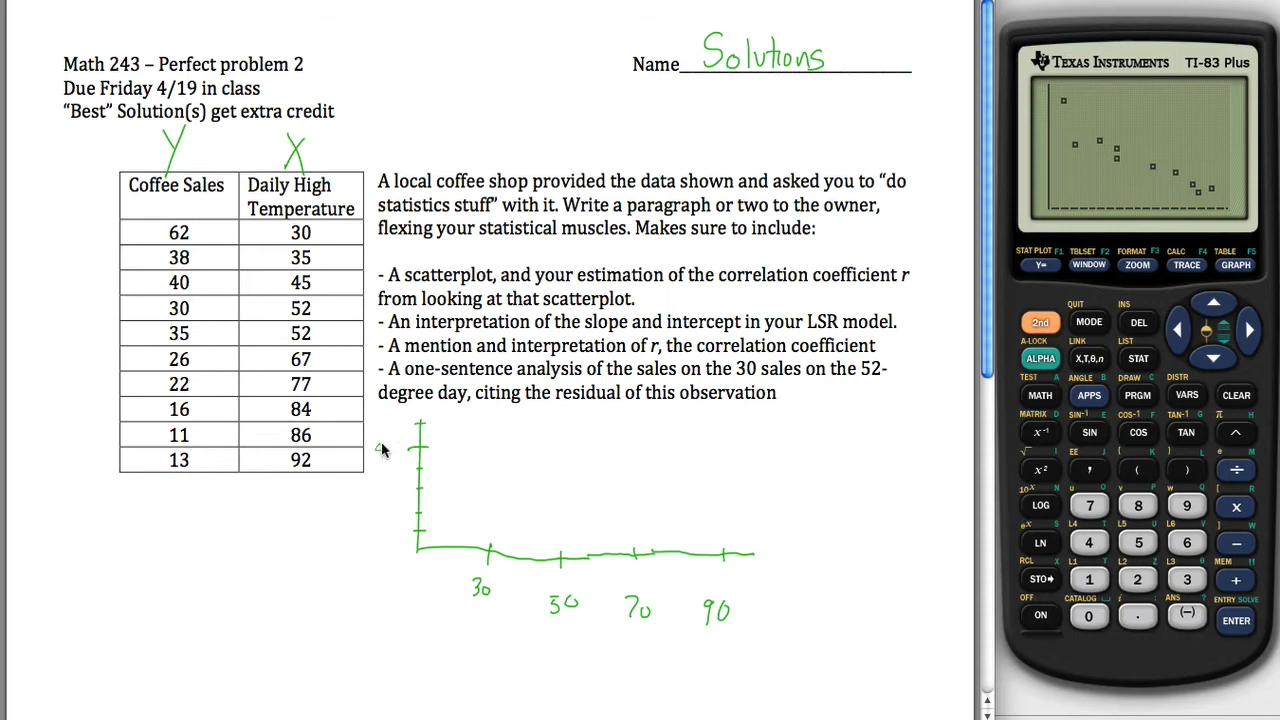 Math 243 – Perfect problem 2
Due Friday 4/19 in class
“Best” Solution(s) get extra credit
Name Solutions
Y X
Coffee Sales Daily High Temperature
62 30
38 35
40 45
30 52
35 52
26 67
22 77
16 84
11 86
13 92
A local coffee shop provided the data shown and asked you to “do
statistics stuff” with it. Write a paragraph or two to the owner,
flexing your statistical muscles. Makes sure to include:
- A scatterplot, and your estimation of the correlation coefficient r
from looking at that scatterplot.
- An interpretation of the slope and intercept in your LSR model.
- A mention and interpretation of r, the correlation coefficient
- A one-sentence analysis of the sales on the 30 sales on the 52-
degree day, citing the residual of this observation
30 50 70 90
TEXAS INSTRUMENTS TI-83 Plus
STAT PLOT F1 TBLSET F2 FORMAT F3 CALC F4 TABLE F5
Y= WINDOW ZOOM TRACE GRAPH
QUIT INS
2nd MODE DEL
A-LOCK LINK LIST
ALPHA X,T,θ,n STAT
TEST A ANGLE B DRAW C DISTR
MATH APPS PRGM VARS CLEAR
MATRIX D SIN⁻¹ E COS⁻¹ F TAN⁻¹ G π H
x⁻¹ SIN COS TAN ^
√ I EE J { K } L e M
x² , ( ) ÷
10ˣ N u O v P w Q [ R
LOG 7 8 9 ×
eˣ S L4 T L5 U L6 V ] W
LN 4 5 6 −
RCL X L1 Y L2 Z L3 θ MEM "
STO▸ 1 2 3 +
OFF CATALOG i : ANS ? ENTRY SOLVE
ON 0 . (−) ENTER